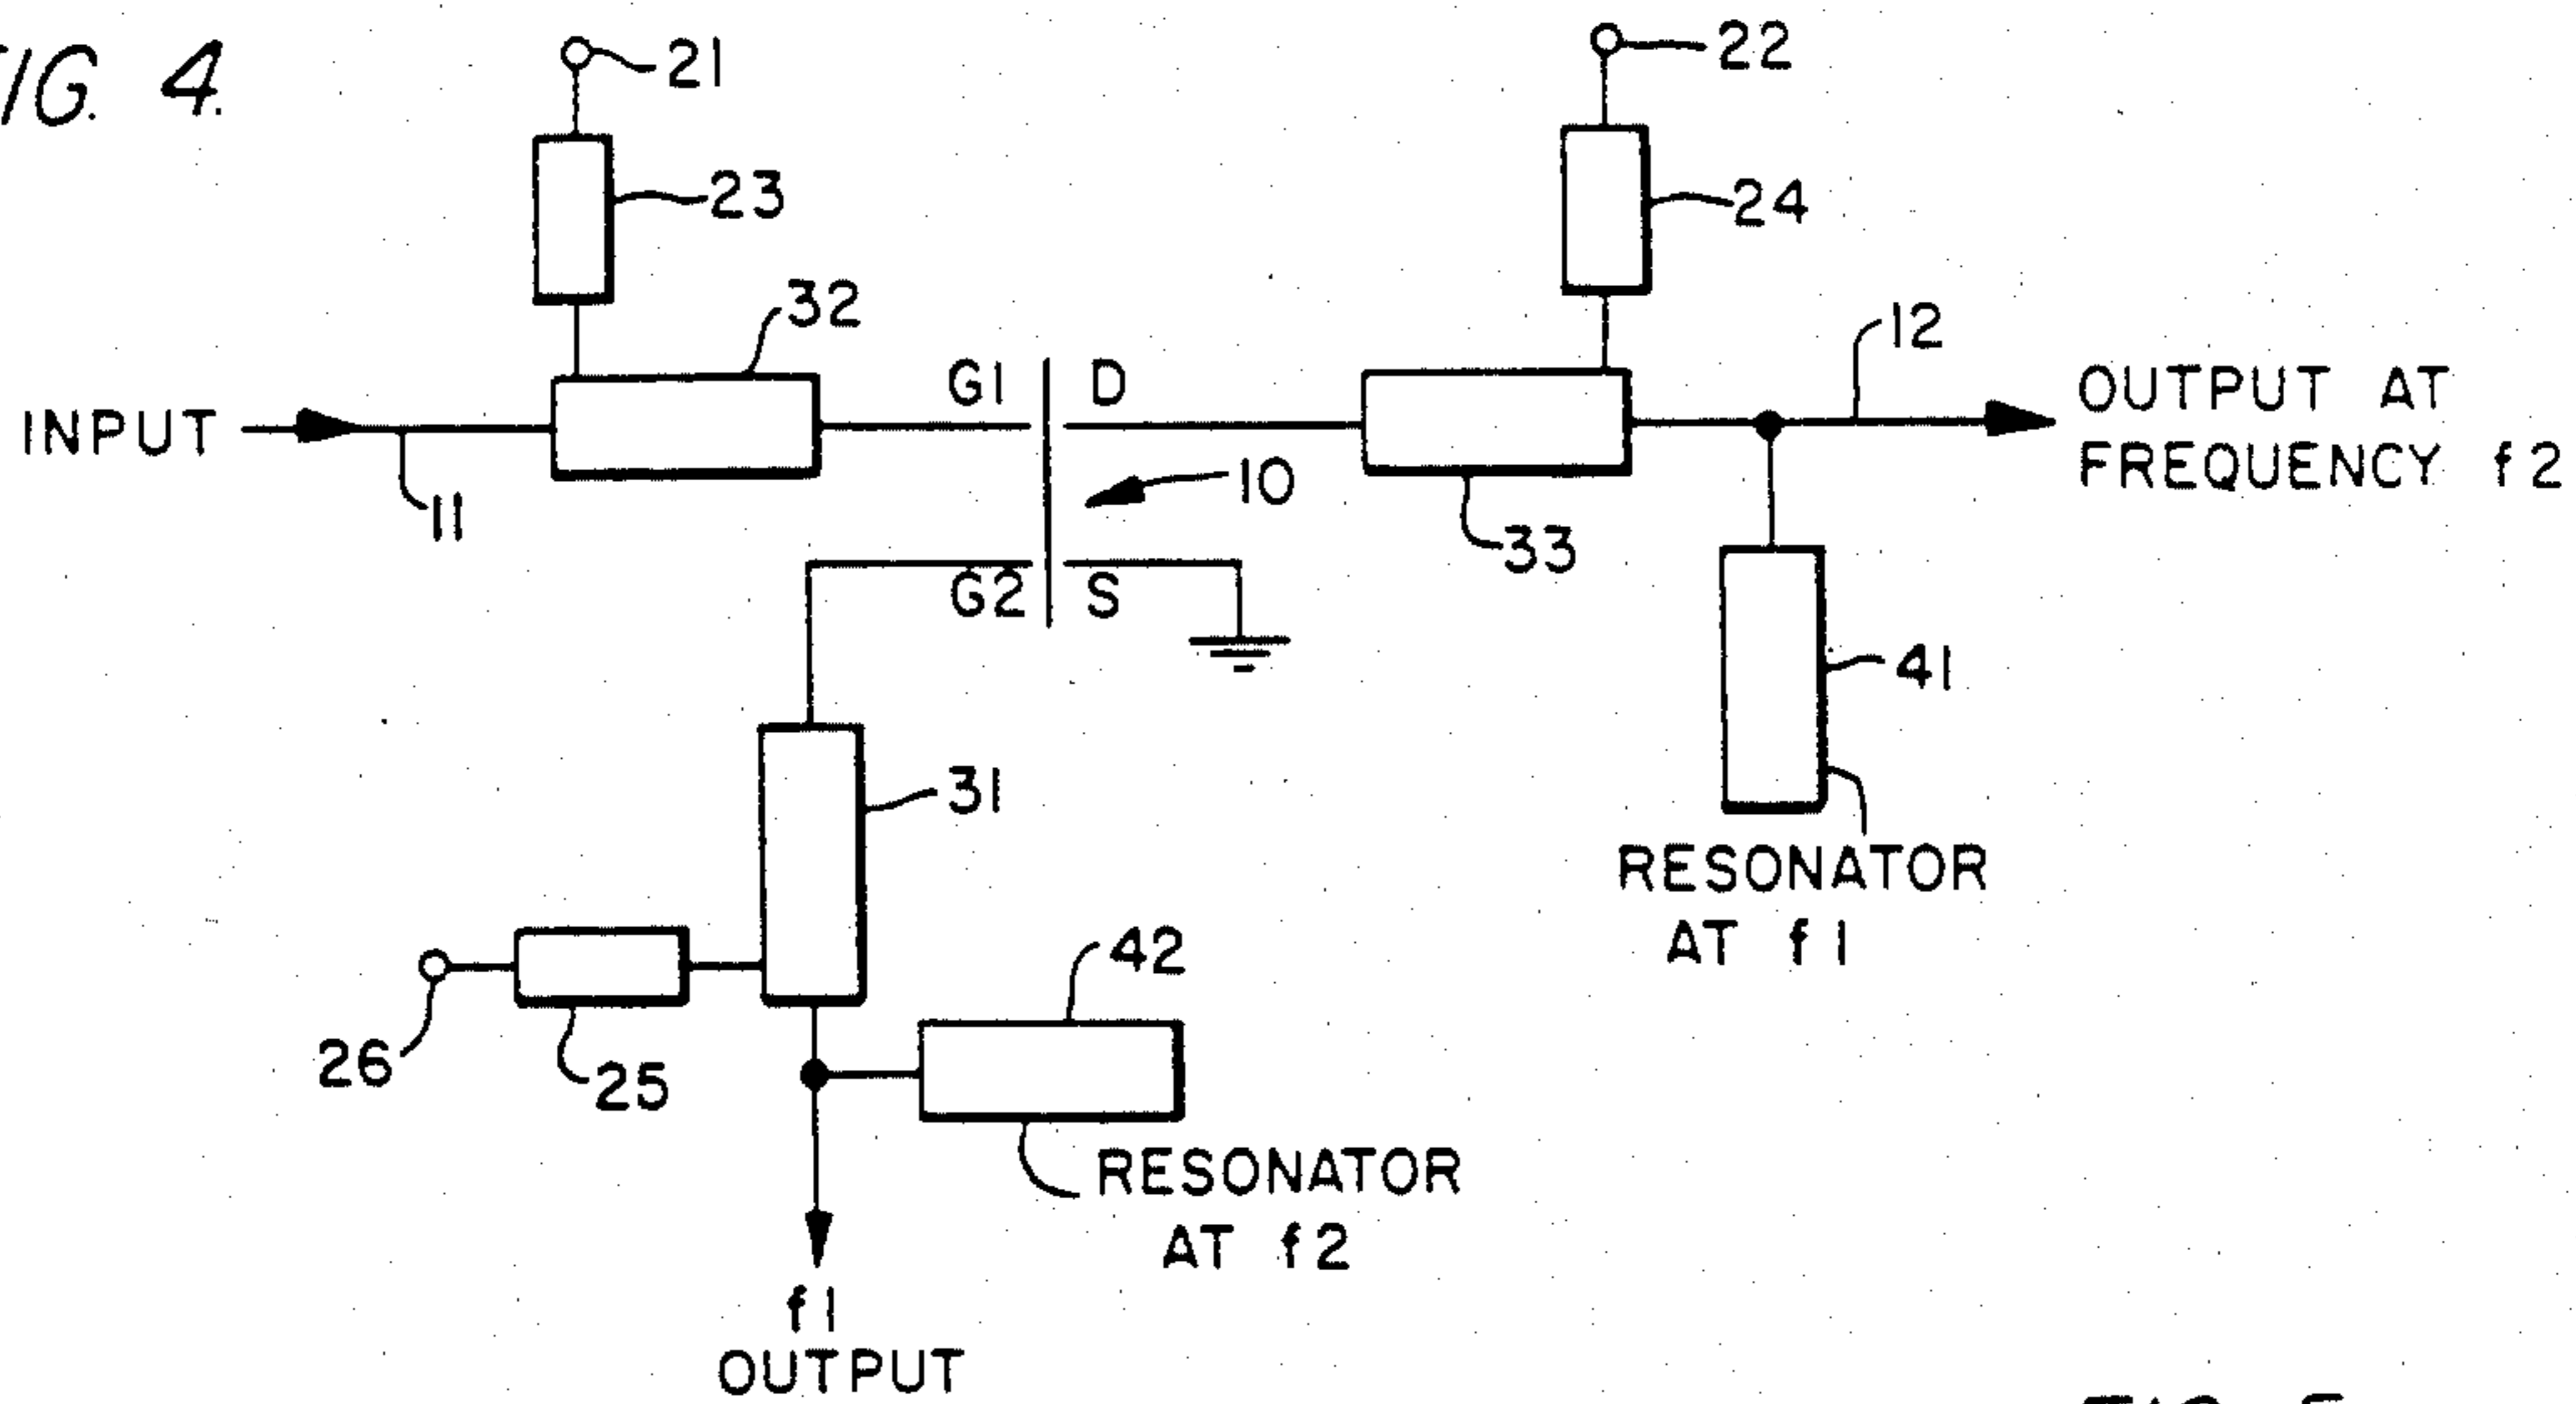 FIG. 4.
21
22
23
24
32
12
G1 D
INPUT
OUTPUT AT
FREQUENCY f2
10
11
33
G2 S
41
31
RESONATOR
AT f1
42
26
25
RESONATOR
AT f2
f1
OUTPUT